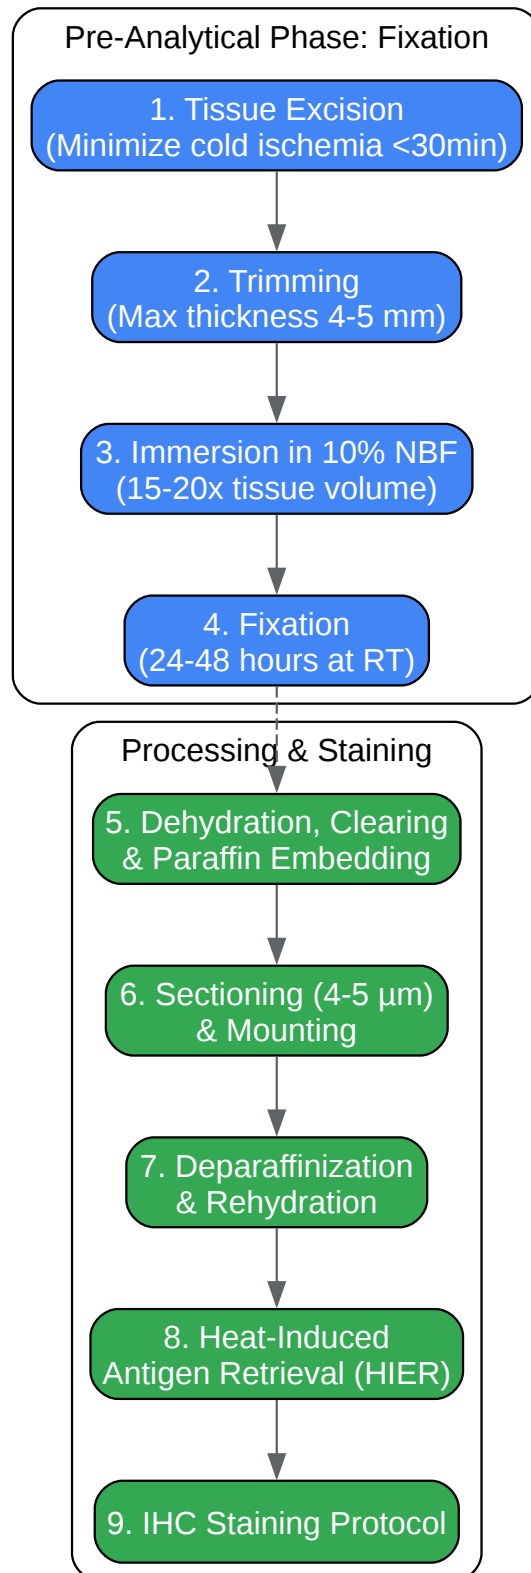 Pre-Analytical Phase: Fixation
1. Tissue Excision
(Minimize cold ischemia <30min)
2. Trimming
(Max thickness 4-5 mm)
3. Immersion in 10% NBF
(15-20x tissue volume)
4. Fixation
(24-48 hours at RT)
Processing & Staining
5. Dehydration, Clearing
& Paraffin Embedding
6. Sectioning (4-5 µm)
& Mounting
7. Deparaffinization
& Rehydration
8. Heat-Induced
Antigen Retrieval (HIER)
9. IHC Staining Protocol